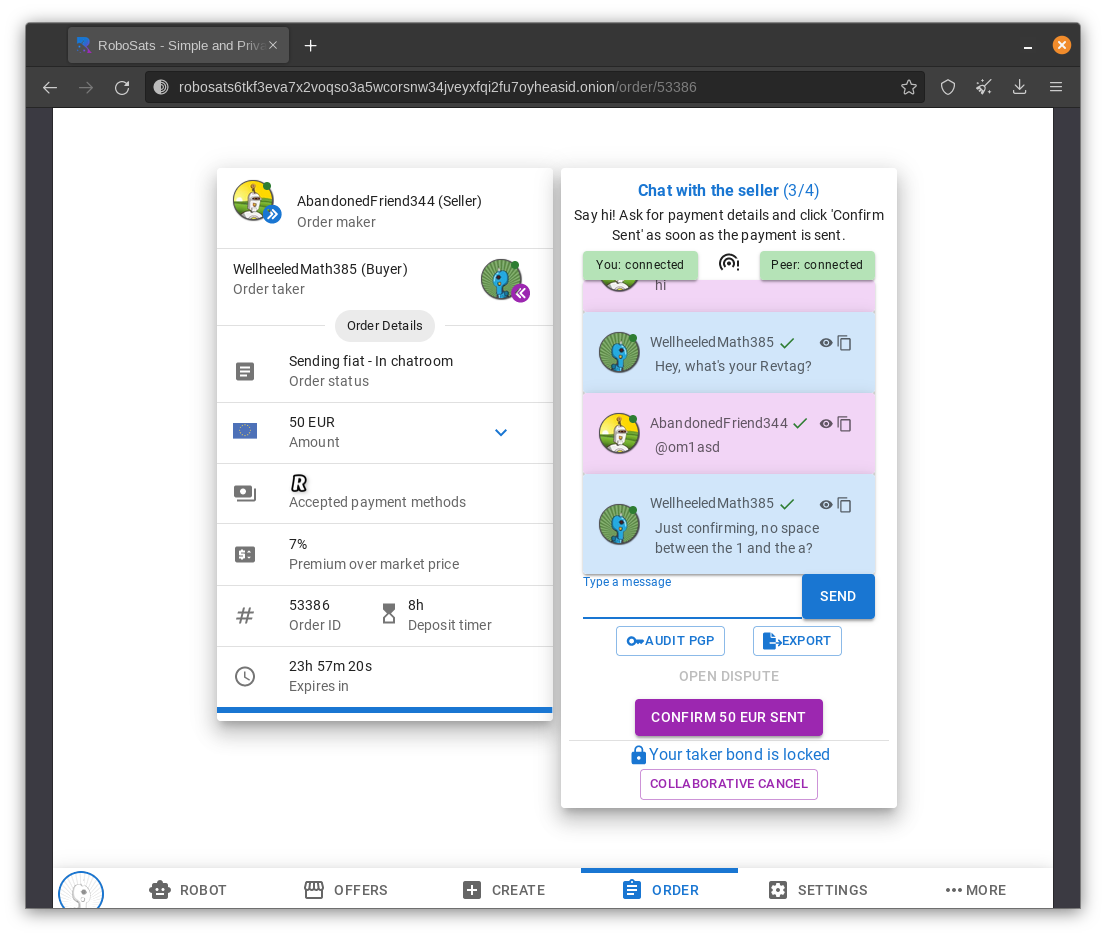 RoboSats - Simple and Priva
robosats6tkf3eva7x2voqso3a5wcorsnw34jveyxfqi2fu7oyheasid.onion/order/53386
AbandonedFriend344 (Seller)
Order maker
WellheeledMath385 (Buyer)
Order taker
Order Details
Sending fiat - In chatroom
Order status
50 EUR
Amount
R
Accepted payment methods
7%
Premium over market price
53386
Order ID
8h
Deposit timer
23h 57m 20s
Expires in
Chat with the seller (3/4)
Say hi! Ask for payment details and click 'Confirm
Sent' as soon as the payment is sent.
You: connected
Peer: connected
hi
WellheeledMath385
Hey, what's your Revtag?
AbandonedFriend344
@om1asd
WellheeledMath385
Just confirming, no space
between the 1 and the a?
Type a message
SEND
AUDIT PGP
EXPORT
OPEN DISPUTE
CONFIRM 50 EUR SENT
Your taker bond is locked
COLLABORATIVE CANCEL
ROBOT
OFFERS
CREATE
ORDER
SETTINGS
MORE